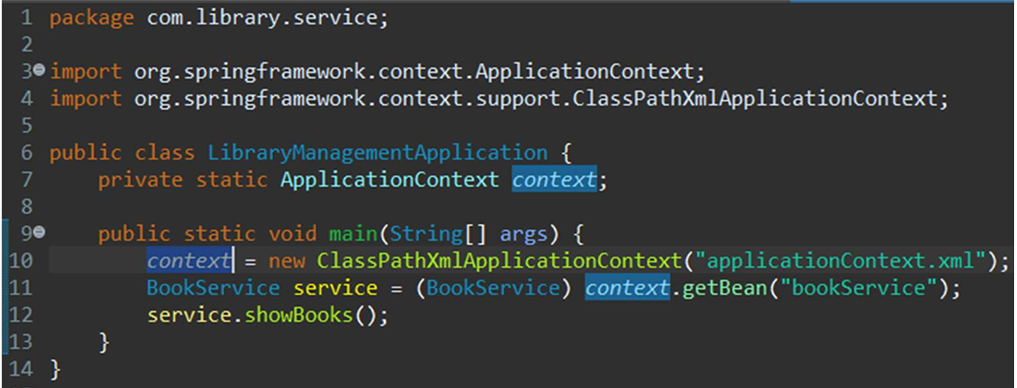 1 package com.library.service;
2
3 import org.springframework.context.ApplicationContext;
4 import org.springframework.context.support.ClassPathXmlApplicationContext;
5
6 public class LibraryManagementApplication {
7     private static ApplicationContext context;
8
9     public static void main(String[] args) {
10         context = new ClassPathXmlApplicationContext("applicationContext.xml");
11         BookService service = (BookService) context.getBean("bookService");
12         service.showBooks();
13     }
14 }